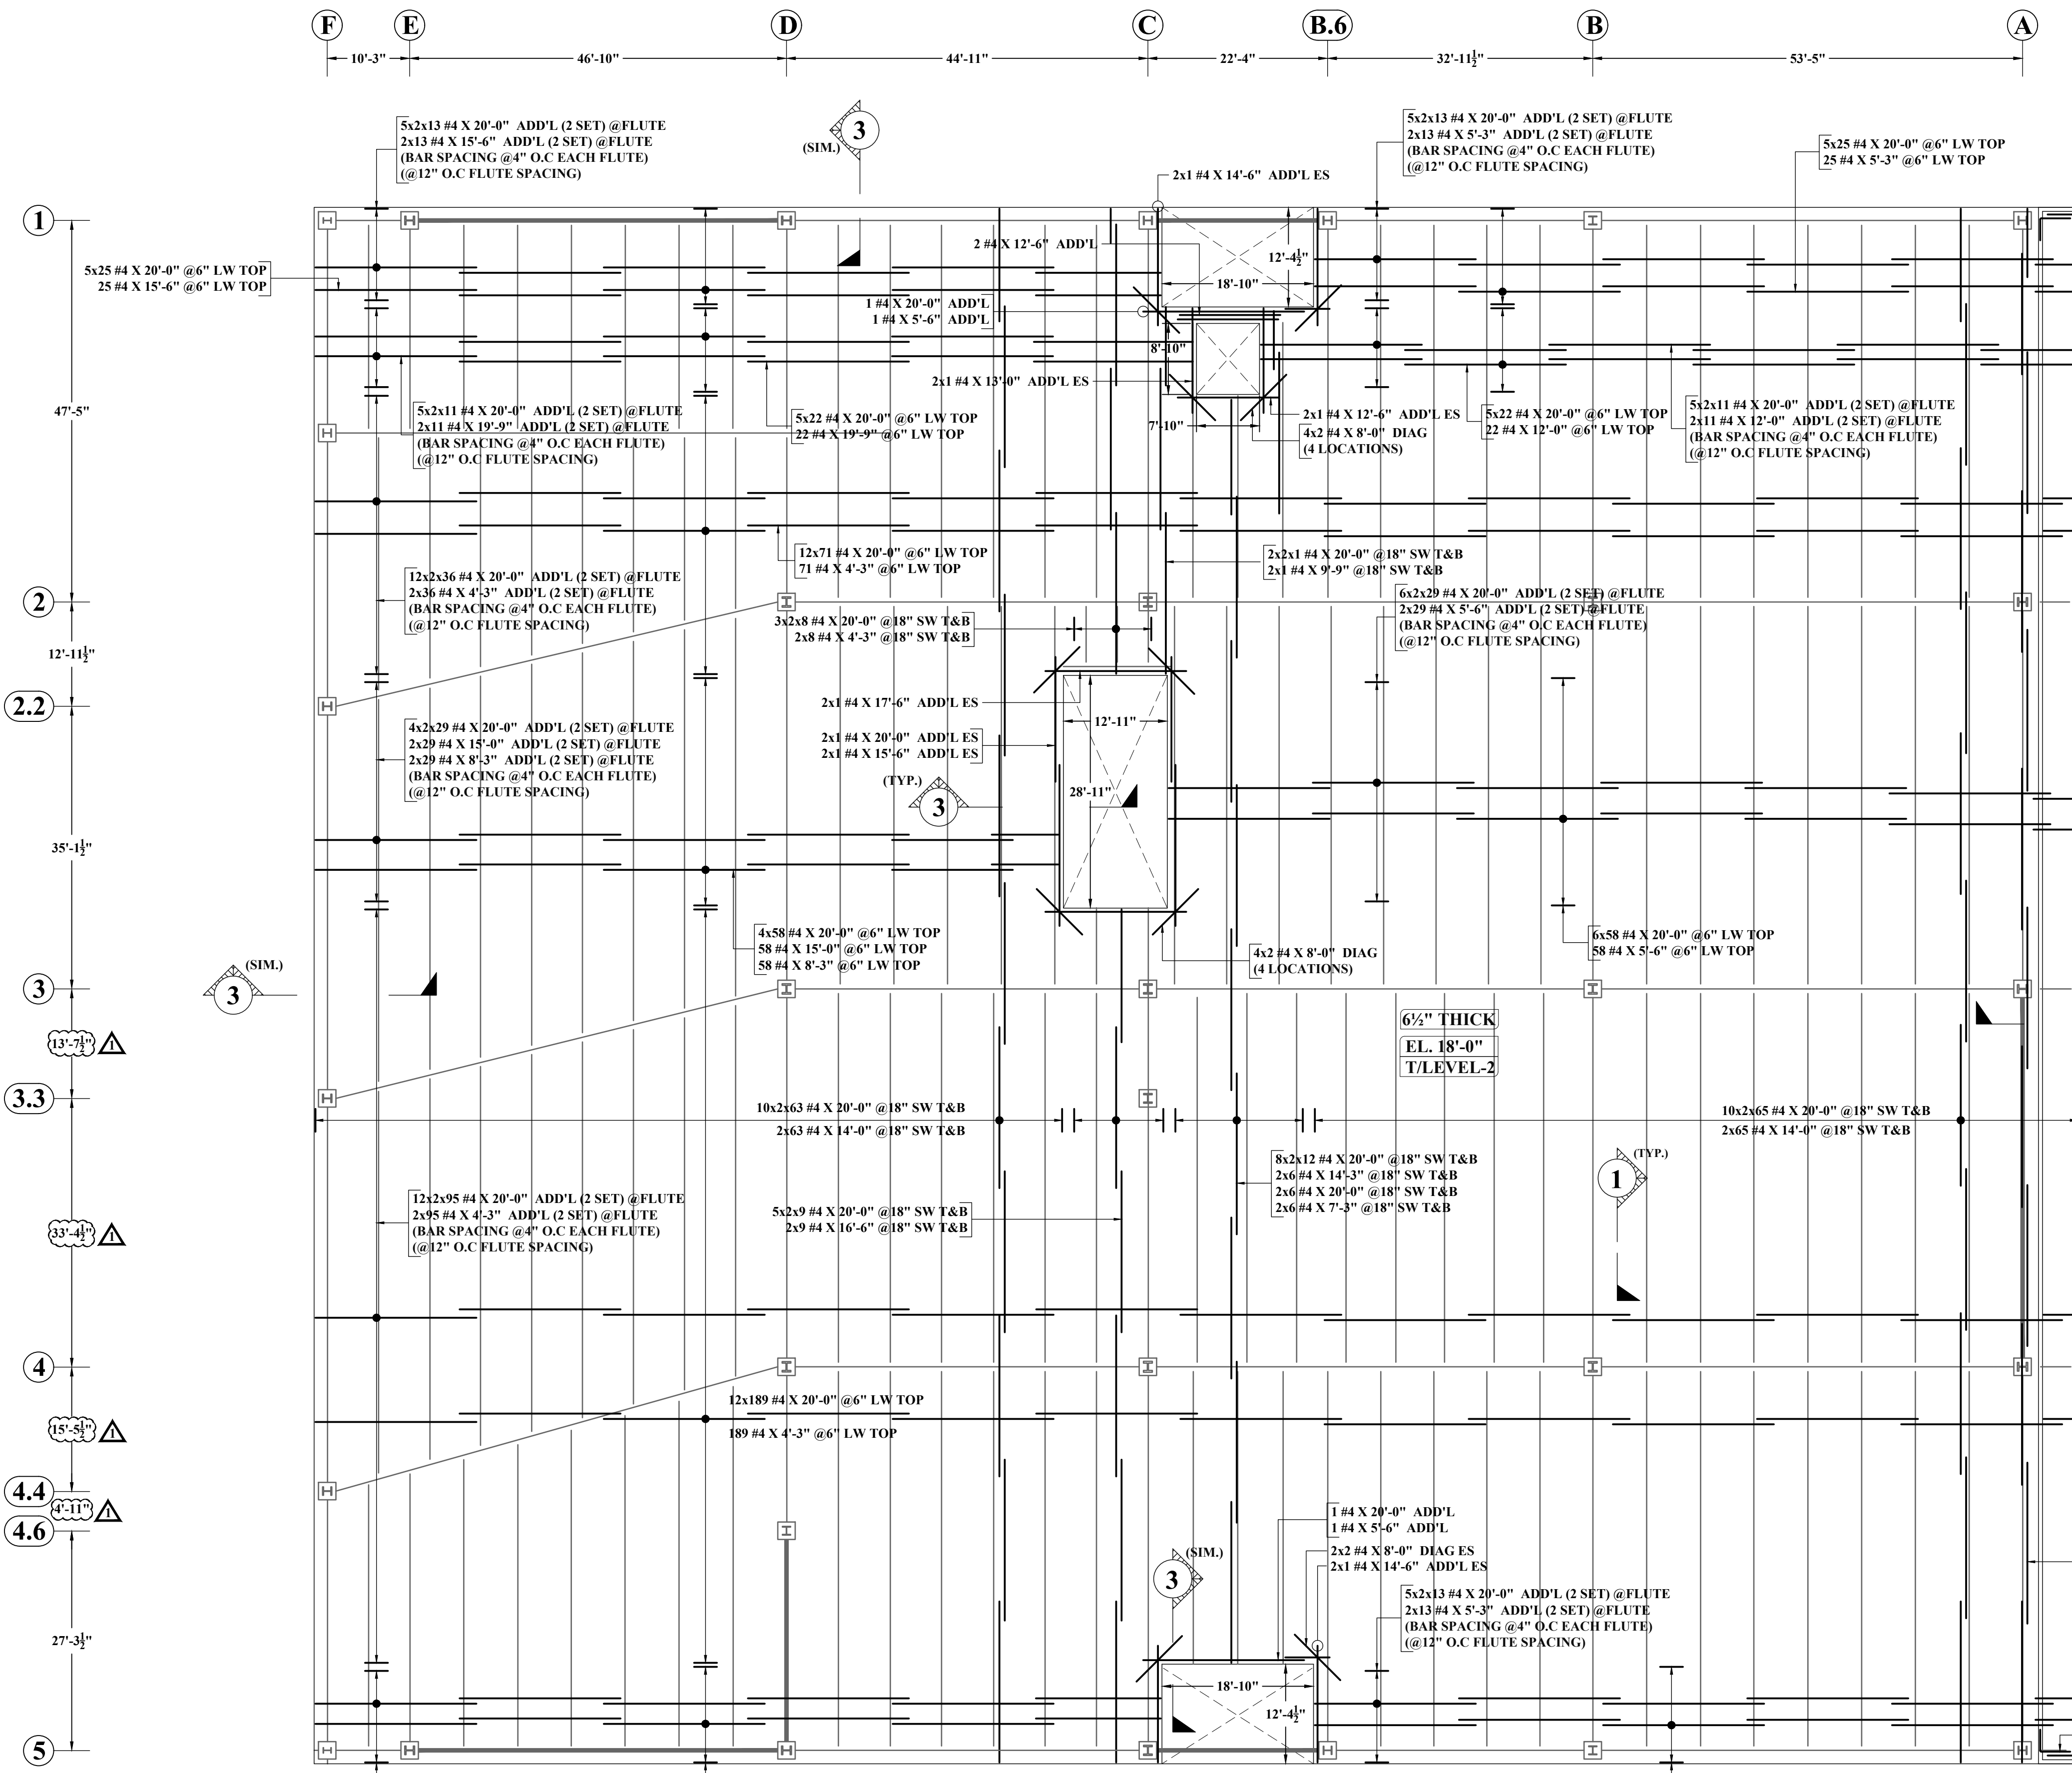 F
E
D
C
B.6
B
A
10'-3"
46'-10"
44'-11"
22'-4"
32'-11½"
53'-5"
5x2x13 #4 X 20'-0" ADD'L (2 SET) @FLUTE
2x13 #4 X 15'-6" ADD'L (2 SET) @FLUTE
(BAR SPACING @4" O.C EACH FLUTE)
(@12" O.C FLUTE SPACING)
3
(SIM.)
5x2x13 #4 X 20'-0" ADD'L (2 SET) @FLUTE
2x13 #4 X 5'-3" ADD'L (2 SET) @FLUTE
(BAR SPACING @4" O.C EACH FLUTE)
(@12" O.C FLUTE SPACING)
5x25 #4 X 20'-0" @6" LW TOP
25 #4 X 5'-3" @6" LW TOP
2x1 #4 X 14'-6" ADD'L ES
1
2 #4 X 12'-6" ADD'L
12'-4½"
18'-10"
5x25 #4 X 20'-0" @6" LW TOP
25 #4 X 15'-6" @6" LW TOP
1 #4 X 20'-0" ADD'L
1 #4 X 5'-6" ADD'L
8'-10"
2x1 #4 X 13'-0" ADD'L ES
47'-5"
5x2x11 #4 X 20'-0" ADD'L (2 SET) @FLUTE
2x11 #4 X 19'-9" ADD'L (2 SET) @FLUTE
(BAR SPACING @4" O.C EACH FLUTE)
(@12" O.C FLUTE SPACING)
5x22 #4 X 20'-0" @6" LW TOP
22 #4 X 19'-9" @6" LW TOP
7'-10"
2x1 #4 X 12'-6" ADD'L ES
4x2 #4 X 8'-0" DIAG
(4 LOCATIONS)
5x22 #4 X 20'-0" @6" LW TOP
22 #4 X 12'-0" @6" LW TOP
5x2x11 #4 X 20'-0" ADD'L (2 SET) @FLUTE
2x11 #4 X 12'-0" ADD'L (2 SET) @FLUTE
(BAR SPACING @4" O.C EACH FLUTE)
(@12" O.C FLUTE SPACING)
12x71 #4 X 20'-0" @6" LW TOP
71 #4 X 4'-3" @6" LW TOP
2x2x1 #4 X 20'-0" @18" SW T&B
2x1 #4 X 9'-9" @18" SW T&B
12x2x36 #4 X 20'-0" ADD'L (2 SET) @FLUTE
2x36 #4 X 4'-3" ADD'L (2 SET) @FLUTE
(BAR SPACING @4" O.C EACH FLUTE)
(@12" O.C FLUTE SPACING)
6x2x29 #4 X 20'-0" ADD'L (2 SET) @FLUTE
2x29 #4 X 5'-6" ADD'L (2 SET) @FLUTE
(BAR SPACING @4" O.C EACH FLUTE)
(@12" O.C FLUTE SPACING)
2
3x2x8 #4 X 20'-0" @18" SW T&B
2x8 #4 X 4'-3" @18" SW T&B
12'-11½"
2.2
2x1 #4 X 17'-6" ADD'L ES
12'-11"
2x1 #4 X 20'-0" ADD'L ES
2x1 #4 X 15'-6" ADD'L ES
4x2x29 #4 X 20'-0" ADD'L (2 SET) @FLUTE
2x29 #4 X 15'-0" ADD'L (2 SET) @FLUTE
2x29 #4 X 8'-3" ADD'L (2 SET) @FLUTE
(BAR SPACING @4" O.C EACH FLUTE)
(@12" O.C FLUTE SPACING)
(TYP.)
3
28'-11"
35'-1½"
4x58 #4 X 20'-0" @6" LW TOP
58 #4 X 15'-0" @6" LW TOP
58 #4 X 8'-3" @6" LW TOP
4x2 #4 X 8'-0" DIAG
(4 LOCATIONS)
6x58 #4 X 20'-0" @6" LW TOP
58 #4 X 5'-6" @6" LW TOP
(SIM.)
3
3
6½" THICK
EL. 18'-0"
T/LEVEL-2
13'-7½"
1
3.3
10x2x63 #4 X 20'-0" @18" SW T&B
2x63 #4 X 14'-0" @18" SW T&B
10x2x65 #4 X 20'-0" @18" SW T&B
2x65 #4 X 14'-0" @18" SW T&B
8x2x12 #4 X 20'-0" @18" SW T&B
2x6 #4 X 14'-3" @18" SW T&B
2x6 #4 X 20'-0" @18" SW T&B
2x6 #4 X 7'-3" @18" SW T&B
(TYP.)
1
12x2x95 #4 X 20'-0" ADD'L (2 SET) @FLUTE
2x95 #4 X 4'-3" ADD'L (2 SET) @FLUTE
(BAR SPACING @4" O.C EACH FLUTE)
(@12" O.C FLUTE SPACING)
5x2x9 #4 X 20'-0" @18" SW T&B
2x9 #4 X 16'-6" @18" SW T&B
33'-4½"
1
4
12x189 #4 X 20'-0" @6" LW TOP
189 #4 X 4'-3" @6" LW TOP
15'-5½"
1
4.4
4'-11"
1
4.6
1 #4 X 20'-0" ADD'L
1 #4 X 5'-6" ADD'L
2x2 #4 X 8'-0" DIAG ES
2x1 #4 X 14'-6" ADD'L ES
(SIM.)
3
5x2x13 #4 X 20'-0" ADD'L (2 SET) @FLUTE
2x13 #4 X 5'-3" ADD'L (2 SET) @FLUTE
(BAR SPACING @4" O.C EACH FLUTE)
(@12" O.C FLUTE SPACING)
27'-3½"
18'-10"
12'-4½"
5